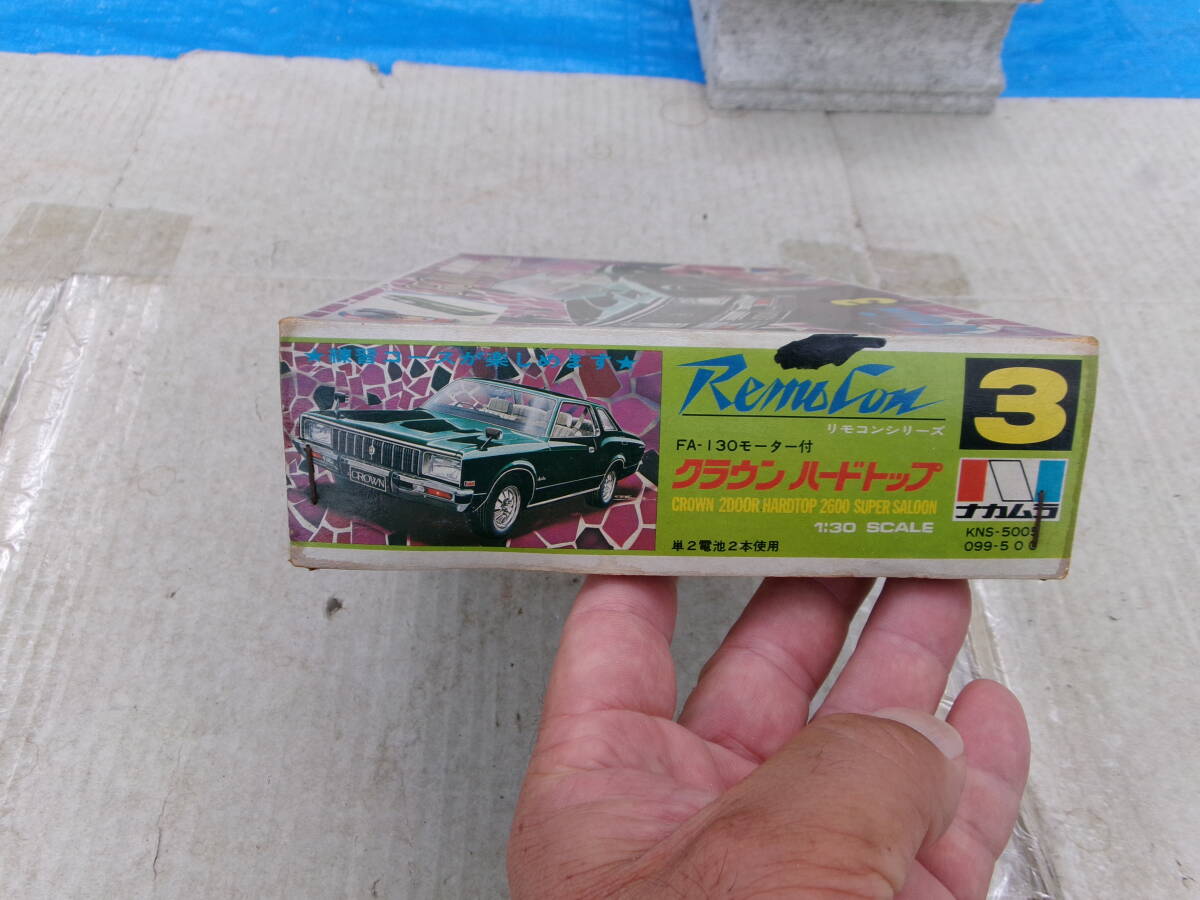 ★練習コースが楽しめます★
CROWN
RemoCon
リモコンシリーズ
3
FA-130モーター付
クラウン ハードトップ
CROWN 2DOOR HARDTOP 2600 SUPER SALOON
1:30 SCALE
単2電池2本使用
ナカムラ
KNS-5005
099-500
3